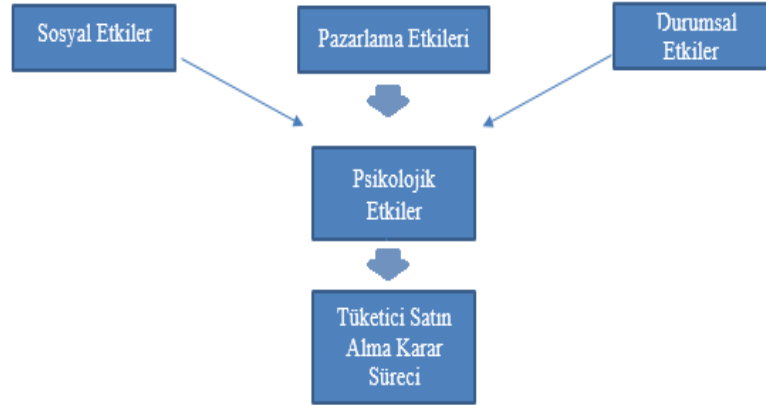 Sosyal Etkiler
Pazarlama Etkileri
Durumsal
Etkiler
Psikolojik
Etkiler
Tüketici Satın
Alma Karar
Süreci